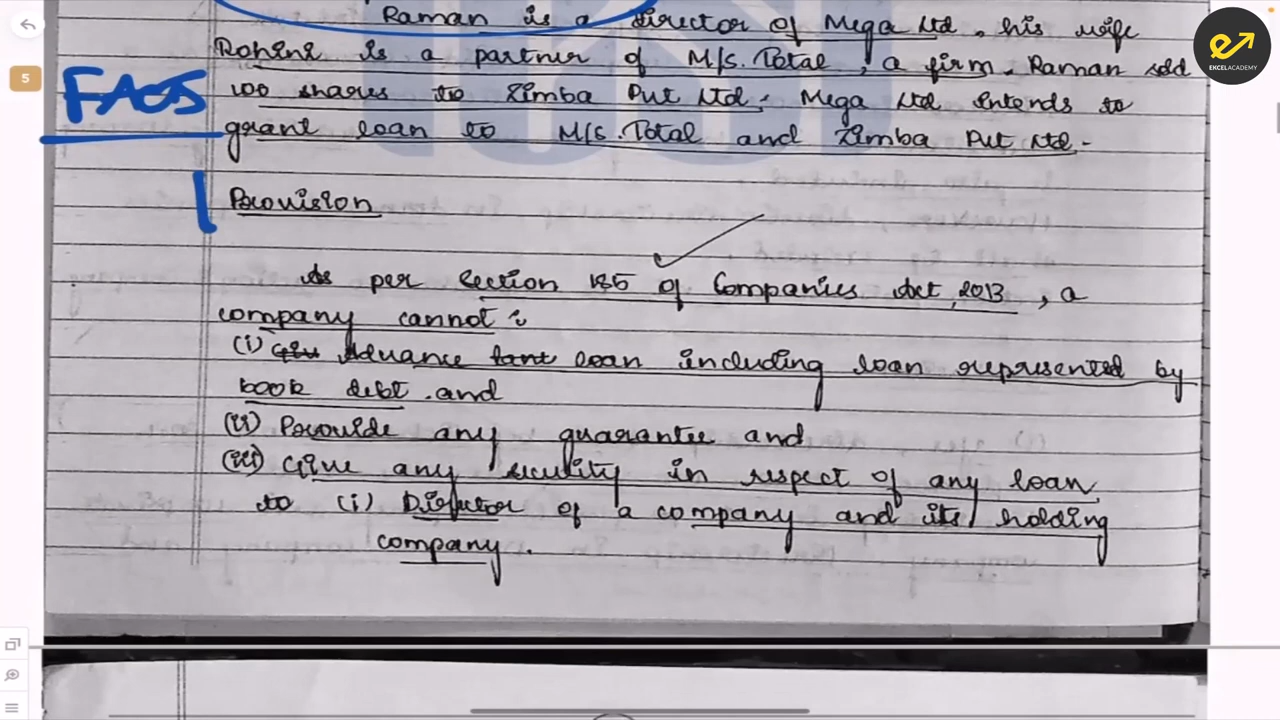 Raman is a director of Mega Ltd, his wife
Rohini is a partner of M/s. Total, a firm. Raman sold
100 shares to Zimba Pvt Ltd. Mega Ltd intends to
grant loan to M/s. Total and Zimba Pvt Ltd.
FACTS
5
EXCELACADEMY
Provision
As per Section 185 of Companies Act, 2013, a
company cannot :
(i) Advance loan including loan represented by
book debt. and
(ii) Provide any guarantee and
(iii) Give any security in respect of any loan
to (i) Director of a company and its holding
company.